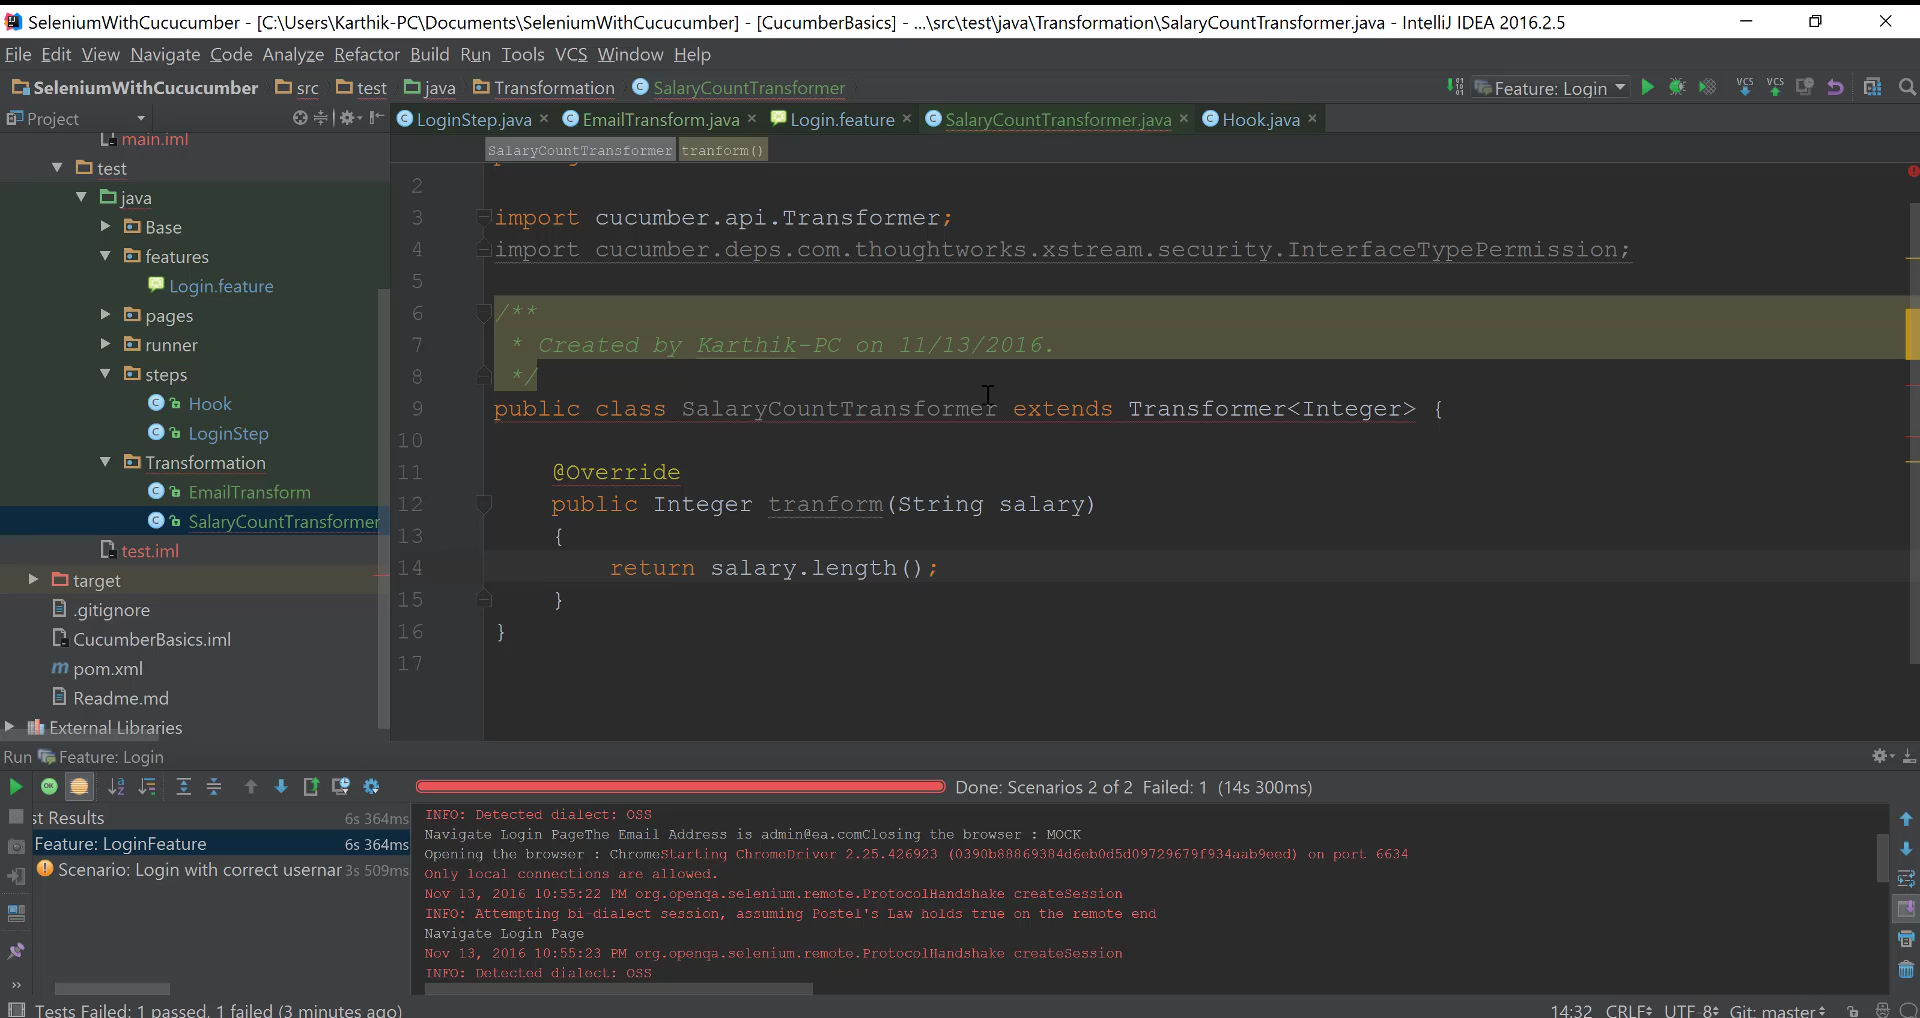 SeleniumWithCucucumber - [C:\Users\Karthik-PC\Documents\SeleniumWithCucucumber] - [CucumberBasics] - ...\src\test\java\Transformation\SalaryCountTransformer.java - IntelliJ IDEA 2016.2.5
File Edit View Navigate Code Analyze Refactor Build Run Tools VCS Window Help
SeleniumWithCucucumber src test java Transformation SalaryCountTransformer Feature: Login VCS VCS
Project LoginStep.java EmailTransform.java Login.feature SalaryCountTransformer.java Hook.java
SalaryCountTransformer tranform()
main.iml
test
java
Base
features
Login.feature
pages
runner
steps
Hook
LoginStep
Transformation
EmailTransform
SalaryCountTransformer
test.iml
target
.gitignore
CucumberBasics.iml
pom.xml
Readme.md
External Libraries
2
3 import cucumber.api.Transformer;
4 import cucumber.deps.com.thoughtworks.xstream.security.InterfaceTypePermission;
5
6 /**
7 * Created by Karthik-PC on 11/13/2016.
8 */
9 public class SalaryCountTransformer extends Transformer<Integer> {
10
11 @Override
12 public Integer tranform(String salary)
13 {
14 return salary.length();
15 }
16 }
17
Run Feature: Login
Done: Scenarios 2 of 2 Failed: 1 (14s 300ms)
st Results 6s 364ms
Feature: LoginFeature 6s 364ms
Scenario: Login with correct usernar 3s 509ms
INFO: Detected dialect: OSS
Navigate Login PageThe Email Address is admin@ea.comClosing the browser : MOCK
Opening the browser : ChromeStarting ChromeDriver 2.25.426923 (0390b88869384d6eb0d5d09729679f934aab9eed) on port 6634
Only local connections are allowed.
Nov 13, 2016 10:55:22 PM org.openqa.selenium.remote.ProtocolHandshake createSession
INFO: Attempting bi-dialect session, assuming Postel's Law holds true on the remote end
Navigate Login Page
Nov 13, 2016 10:55:23 PM org.openqa.selenium.remote.ProtocolHandshake createSession
INFO: Detected dialect: OSS
Tests Failed: 1 passed, 1 failed (3 minutes ago) 14:32 CRLF UTF-8 Git: master